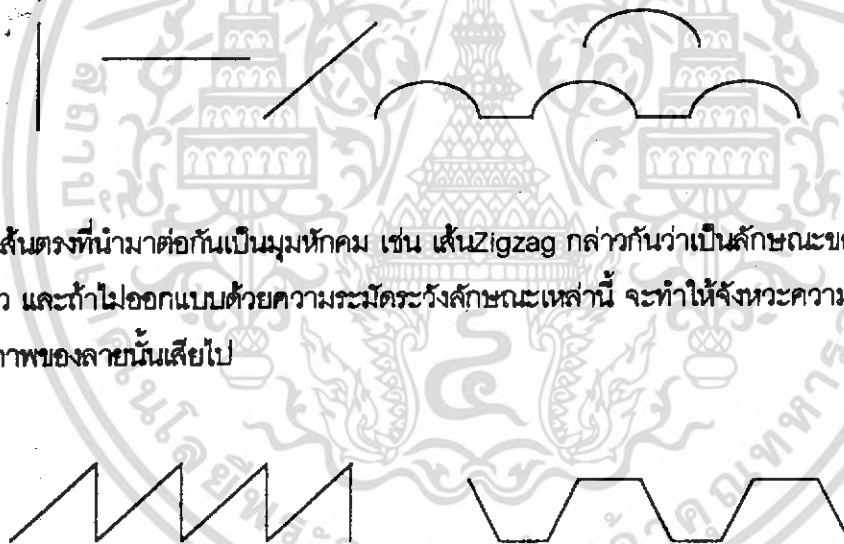 ส้นตรงที่นำมาต่อกันเป็นมุมหักคม เช่น เส้นZigzag กล่าวกันว่าเป็นลักษณะข
ว และถ้าไม่ออกแบบด้วยความระมัดระวังลักษณะเหล่านี้ จะทำให้จังหวะความ
าพของลายนั้นเสียไป